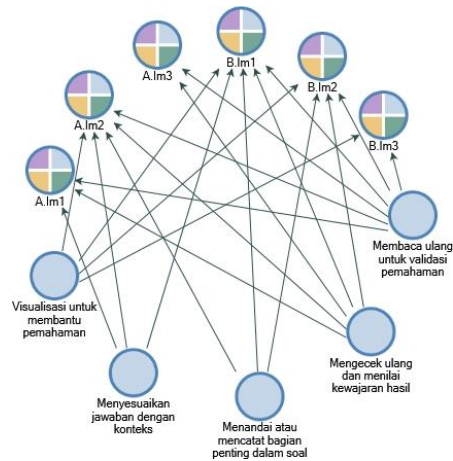 B.Im1
A.Im3
B.Im2
A.Im2
B.Im3
A.Im1
Membaca ulang
untuk validasi
pemahaman
Visualisasi untuk
membantu
pemahaman
Mengecek ulang
dan menilai
kewajaran hasil
Menyesuaikan
jawaban dengan
konteks
Menandai atau
mencatat bagian
penting dalam soal